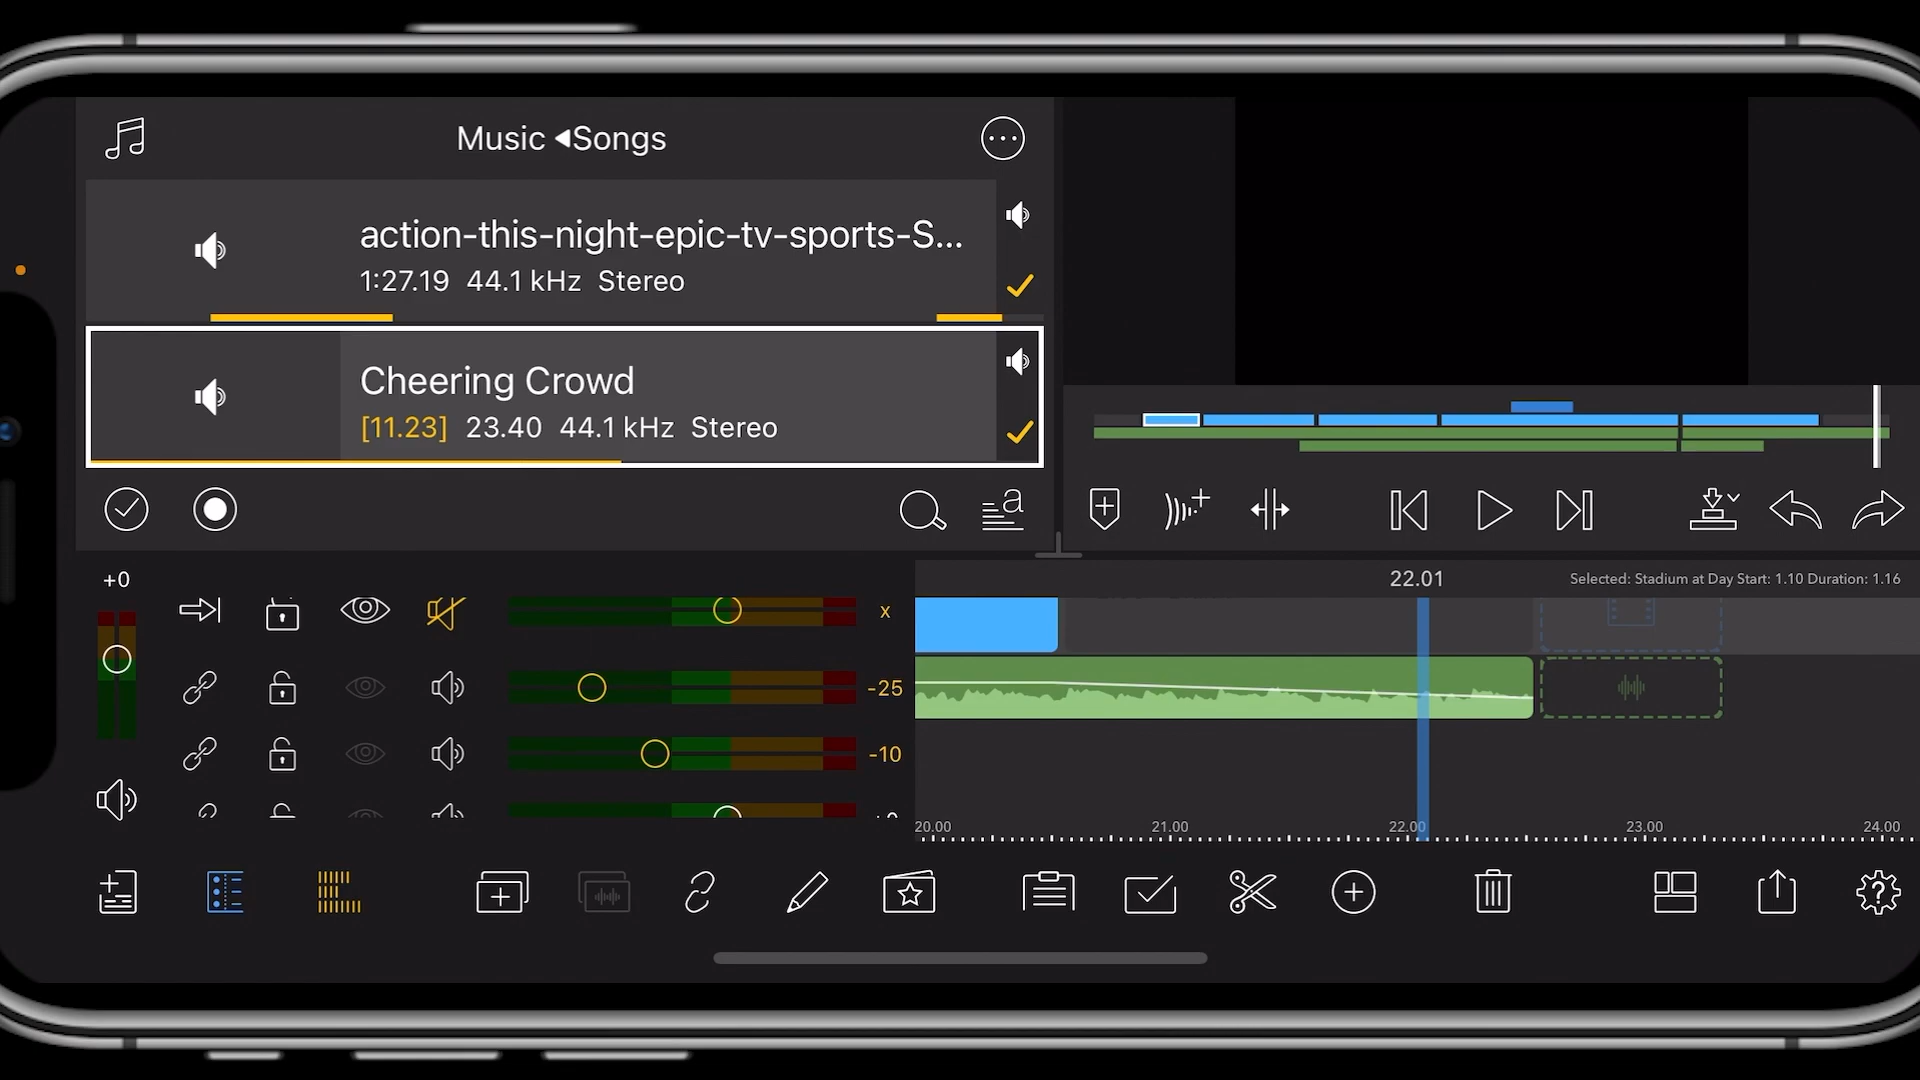 Music ◀Songs
action-this-night-epic-tv-sports-S...
1:27.19 44.1 kHz Stereo
Cheering Crowd
[11.23] 23.40 44.1 kHz Stereo
a
+0
22.01
Selected: Stadium at Day Start: 1.10 Duration: 1.16
x
-25
-10
20.00 21.00 22.00 23.00 24.00